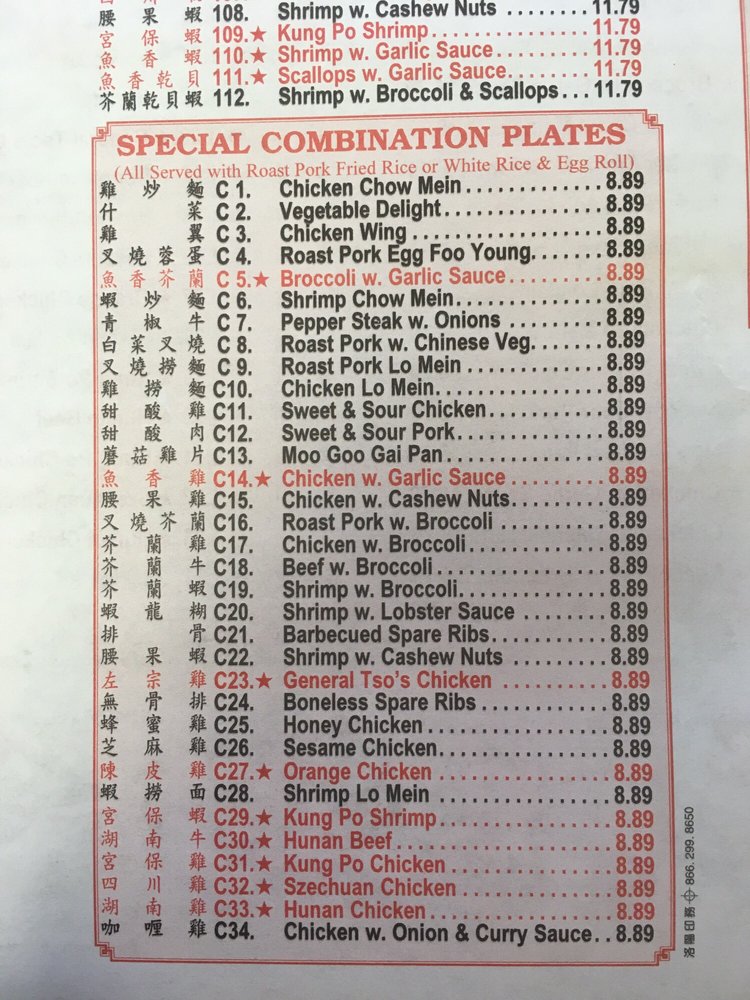 腰果蝦 108. Shrimp w. Cashew Nuts ........ 11.79
宮保蝦 109.★ Kung Po Shrimp................ 11.79
魚香蝦 110.★ Shrimp w. Garlic Sauce...... 11.79
魚香乾貝 111.★ Scallops w. Garlic Sauce...... 11.79
芥蘭乾貝蝦 112. Shrimp w. Broccoli & Scallops... 11.79
SPECIAL COMBINATION PLATES
(All Served with Roast Pork Fried Rice or White Rice & Egg Roll)
雞炒麵 C 1. Chicken Chow Mein ............. 8.89
什菜 C 2. Vegetable Delight ............... 8.89
雞翼 C 3. Chicken Wing .................. 8.89
叉燒蓉蛋 C 4. Roast Pork Egg Foo Young....... 8.89
魚香芥蘭 C 5.★ Broccoli w. Garlic Sauce......... 8.89
蝦炒麵 C 6. Shrimp Chow Mein............. 8.89
青椒牛 C 7. Pepper Steak w. Onions ......... 8.89
白菜叉燒 C 8. Roast Pork w. Chinese Veg....... 8.89
叉燒撈麵 C 9. Roast Pork Lo Mein ............. 8.89
雞撈麵 C10. Chicken Lo Mein................ 8.89
甜酸雞 C11. Sweet & Sour Chicken........... 8.89
甜酸肉 C12. Sweet & Sour Pork.............. 8.89
蘑菇雞片 C13. Moo Goo Gai Pan............... 8.89
魚香雞 C14.★ Chicken w. Garlic Sauce ......... 8.89
腰果雞 C15. Chicken w. Cashew Nuts......... 8.89
叉燒芥蘭 C16. Roast Pork w. Broccoli .......... 8.89
芥蘭雞 C17. Chicken w. Broccoli............. 8.89
芥蘭牛 C18. Beef w. Broccoli................ 8.89
芥蘭蝦 C19. Shrimp w. Broccoli.............. 8.89
蝦龍糊 C20. Shrimp w. Lobster Sauce ........ 8.89
排骨 C21. Barbecued Spare Ribs........... 8.89
腰果蝦 C22. Shrimp w. Cashew Nuts ......... 8.89
左宗雞 C23.★ General Tso's Chicken .......... 8.89
無骨排 C24. Boneless Spare Ribs ............ 8.89
蜂蜜雞 C25. Honey Chicken ................. 8.89
芝麻雞 C26. Sesame Chicken................ 8.89
陳皮雞 C27.★ Orange Chicken ................ 8.89
蝦撈面 C28. Shrimp Lo Mein ................ 8.89
宮保蝦 C29.★ Kung Po Shrimp................ 8.89
湖南牛 C30.★ Hunan Beef.................... 8.89
宮保雞 C31.★ Kung Po Chicken ............... 8.89
四川雞 C32.★ Szechuan Chicken .............. 8.89
湖南雞 C33.★ Hunan Chicken................. 8.89
咖喱雞 C34. Chicken w. Onion & Curry Sauce.. 8.89
印務 866.299.8650